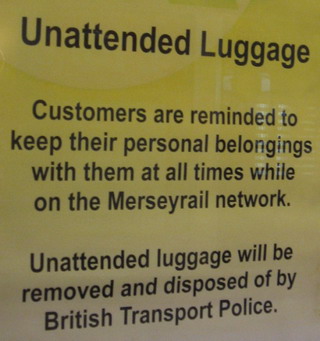 Unattended Luggage
Customers are reminded to
keep their personal belongings
with them at all times while
on the Merseyrail network.
Unattended luggage will be
removed and disposed of by
British Transport Police.